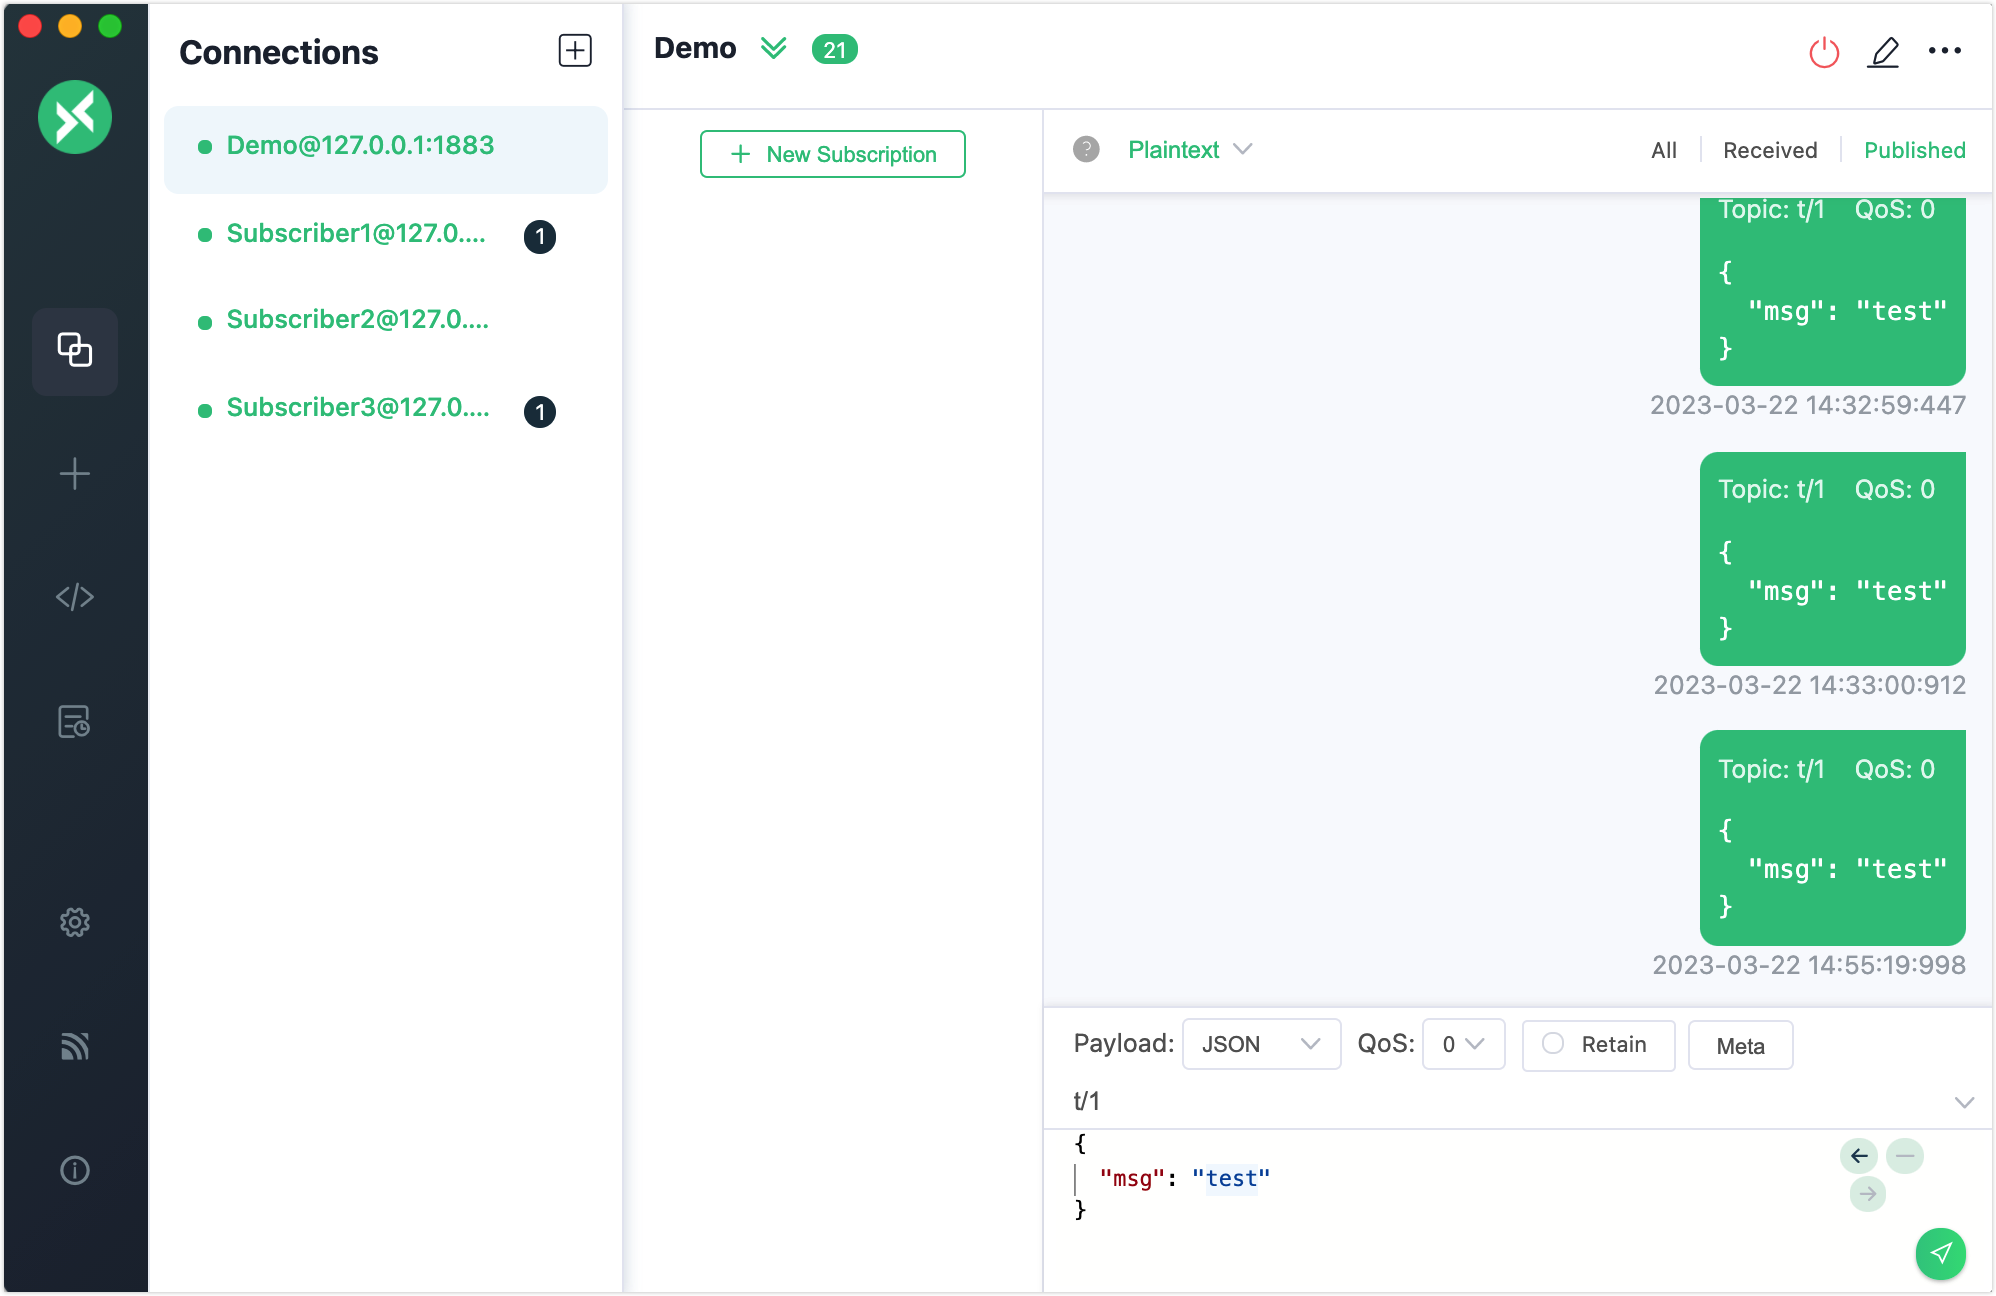 Connections
Demo@127.0.0.1:1883
Subscriber1@127.0....
1
Subscriber2@127.0....
Subscriber3@127.0....
1
Demo
21
+ New Subscription
?
Plaintext
All
Received
Published
Topic: t/1 QoS: 0
{
"msg": "test"
}
2023-03-22 14:32:59:447
Topic: t/1 QoS: 0
{
"msg": "test"
}
2023-03-22 14:33:00:912
Topic: t/1 QoS: 0
{
"msg": "test"
}
2023-03-22 14:55:19:998
Payload: JSON QoS: 0 Retain Meta
t/1
{
"msg": "test"
}